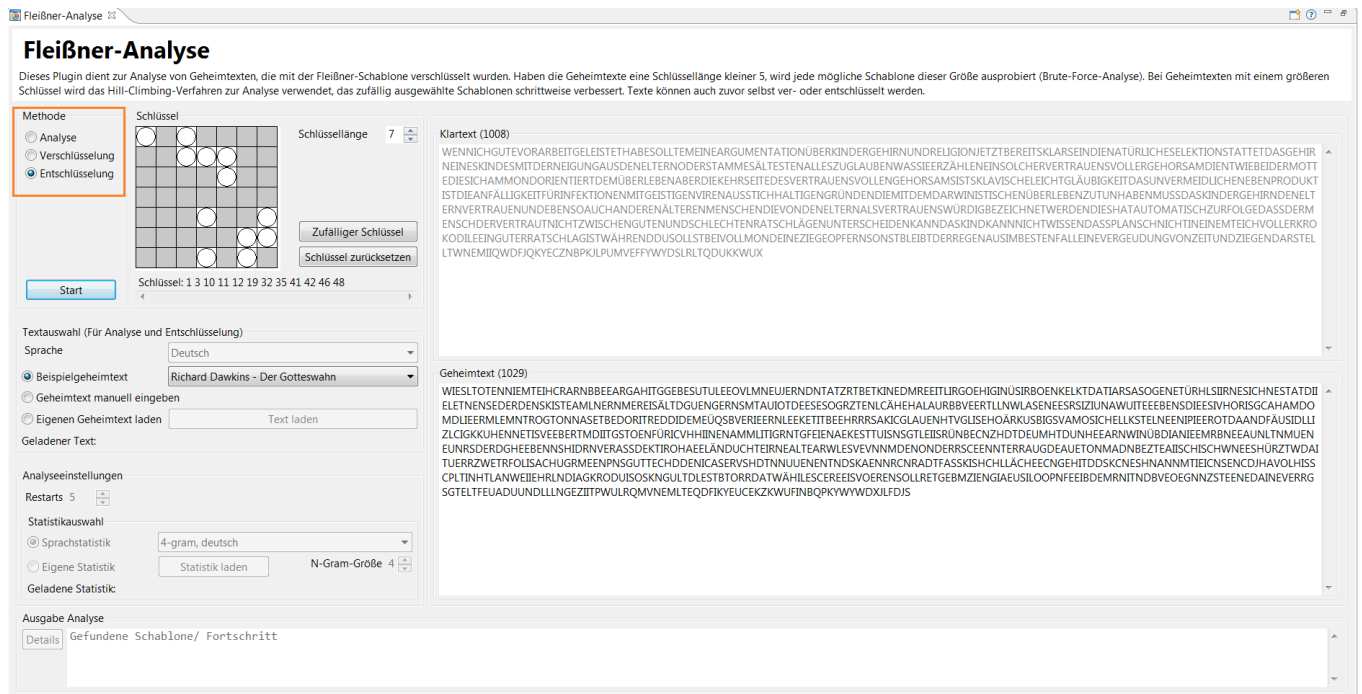 Fleißner-Analyse
Fleißner-Analyse
Dieses Plugin dient zur Analyse von Geheimtexten, die mit der Fleißner-Schablone verschlüsselt wurden. Haben die Geheimtexte eine Schlüssellänge kleiner 5, wird jede mögliche Schablone dieser Größe ausprobiert (Brute-Force-Analyse). Bei Geheimtexten mit einem größeren
Schlüssel wird das Hill-Climbing-Verfahren zur Analyse verwendet, das zufällig ausgewählte Schablonen schrittweise verbessert. Texte können auch zuvor selbst ver- oder entschlüsselt werden.
Methode
Analyse
Verschlüsselung
Entschlüsselung
Start
Schlüssel
Schlüssellänge 7
Zufälliger Schlüssel
Schlüssel zurücksetzen
Schlüssel: 1 3 10 11 12 19 32 35 41 42 46 48
Textauswahl (Für Analyse und Entschlüsselung)
Sprache Deutsch
Beispielgeheimtext Richard Dawkins - Der Gotteswahn
Geheimtext manuell eingeben
Eigenen Geheimtext laden Text laden
Geladener Text:
Analyseeinstellungen
Restarts 5
Statistikauswahl
Sprachstatistik 4-gram, deutsch
Eigene Statistik Statistik laden N-Gram-Größe 4
Geladene Statistik:
Klartext (1008)
WENNICHGUTEVORARBEITGELEISTETHABESOLLTEMEINEARGUMENTATIONÜBERKINDERGEHIRNUNDRELIGIONJETZTBEREITSKLARSEINDIENATÜRLICHESELEKTIONSTATTETDASGEHIR
NEINESKINDESMITDERNEIGUNGAUSDENELTERNODERSTAMMESÄLTESTENALLESZUGLAUBENWASSIEERZÄHLENEINSOLCHERVERTRAUENSVOLLERGEHORSAMDIENTWIEBEIDERMOTT
EDIESICHAMMONDORIENTIERTDEMÜBERLEBENABERDIEKEHRSEITEDESVERTRAUENSVOLLENGEHORSAMSISTSKLAVISCHELEICHTGLÄUBIGKEITDASUNVERMEIDLICHENEBENPRODUKT
ISTDIEANFÄLLIGKEITFÜRINFEKTIONENMITGEISTIGENVIRENAUSSTICHHALTIGENGRÜNDENDIEMITDEMDARWINISTISCHENÜBERLEBENZUTUNHABENMUSSDASKINDERGEHIRNDENELT
ERNVERTRAUENUNDEBENSOAUCHANDERENÄLTERENMENSCHENDIEVONDENELTERNALSVERTRAUENSWÜRDIGBEZEICHNETWERDENDIESHATAUTOMATISCHZURFOLGEDASSDERM
ENSCHDERVERTRAUTNICHTZWISCHENGUTENUNDSCHLECHTENRATSCHLÄGENUNTERSCHEIDENKANNDASKINDKANNNICHTWISSENDASSPLANSCHNICHTINEINEMTEICHVOLLERKRO
KODILEEINGUTERRATSCHLAGISTWÄHRENDDUSOLLSTBEIVOLLMONDEINEZIEGEOPFERNSONSTBLEIBTDERREGENAUSIMBESTENFALLEINEVERGEUDUNGVONZEITUNDZIEGENDARSTEL
LTWNEMIIQWDFJQKYECZNBPKJLPUMVEFFYWYDSLRLTQDUKKWUX
Geheimtext (1029)
WIESLTOTENNIEMTEIHCRARNBBEEARGAHITGGEBESUTULEEOVLMNEUJERNDNTATZRTBETKINEDMREEITLIRGOEHIGINÜSIRBOENKELKTDATIARSASOGENETÜRHLSIIRNESICHNESTATDII
ELETNENSEDERDENSKISTEAMLNERNMEREISÄLTDGUENGERNSMTAUIOTDEESESOGRZTENLCÄHEHALAURBBVEERTLLNWLASENEESRSIZIUNAWUITEEEBENSDIEESIVHORISGCAHAMDO
MDLIEERMLEMNTROGTONNASETBEDORITREDDIDEMEÜQSBVERIEERNLEEKETITBEEHRRRSAKICGLAUENHTVGLISEHOÄRKUSBIGSVAMOSICHELLKSTELNEENIPIEEROTDAANDFÄUSIDLLI
ZLCIGKKUHENNETISVEEBERTMDIITGSTOENFÜRICVHHIINENAMMLITIGRNTGFEIENAEKESTTUISNSGTLEIISRÜNBECNZHDTDEUMHTDUNHEEARNWINÜBDIANIEEMRBNEEAUNLTNMUEN
EUNRSDERDGHEEBENNSHIDRNVERASSDEKTIROHAEELÄNDUCHTEIRNEALTEARWLESVEVNNMDENONDERRSCEENNTERRAUGDEAUETONMADNBEZTEAIISCHISCHWNEESHÜRZTWDAI
TUERRZWETRFOLISACHUGRMEENPNSGUTTECHDDENICASERVSHDTNNUUENENTNDSKAENNRCNRADTFASSKISHCHLLÄCHEECNGEHITDDSKCNESHNANNMTIEICNSENCDJHAVOLHISS
CPLTINHTLANWEIIEHRLNDIAGKRODUISOSKNGULTDLESTBTORRDATWÄHILESCEREEISVOERENSOLLRETGEBMZIENGIAEUSILOOPNFEEIBDEMRNITNDBVEOEGNNZSTEENEDAINEVERRG
SGTELTFEUADUUNDLLLNGEZIITPWULRQMVNEMLTEQDFIKYEUCEKZKWUFINBQPKYWYWDXJLFDJS
Ausgabe Analyse
Details Gefundene Schablone/ Fortschritt